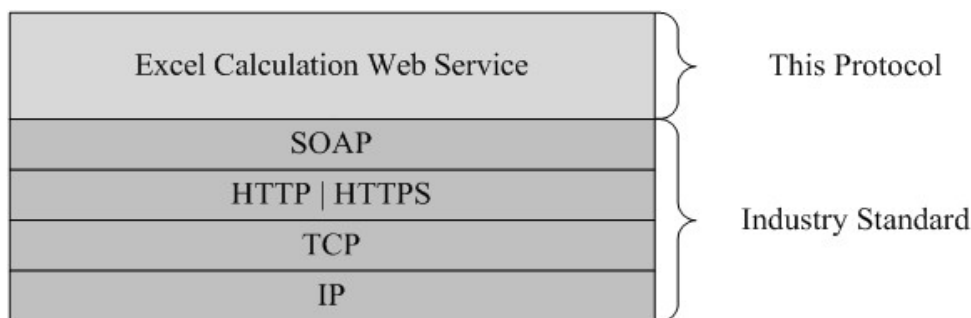 Excel Calculation Web Service
This Protocol
SOAP
HTTP | HTTPS
TCP
IP
Industry Standard